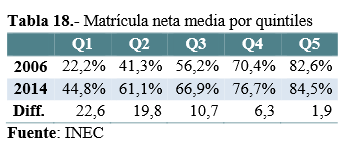 Tabla 18.- Matrícula neta media por quintiles
Q1 Q2 Q3 Q4 Q5
2006 22,2% 41,3% 56,2% 70,4% 82,6%
2014 44,8% 61,1% 66,9% 76,7% 84,5%
Diff. 22,6 19,8 10,7 6,3 1,9
Fuente: INEC